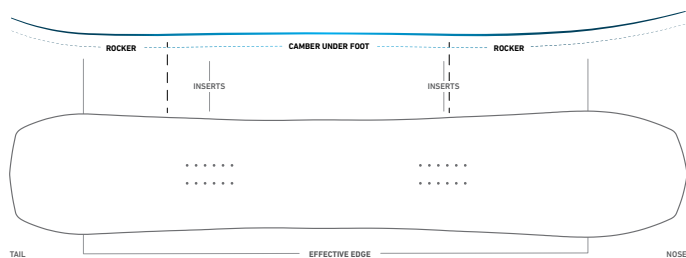 ROCKER CAMBER UNDER FOOT ROCKER
INSERTS INSERTS
TAIL EFFECTIVE EDGE NOSE